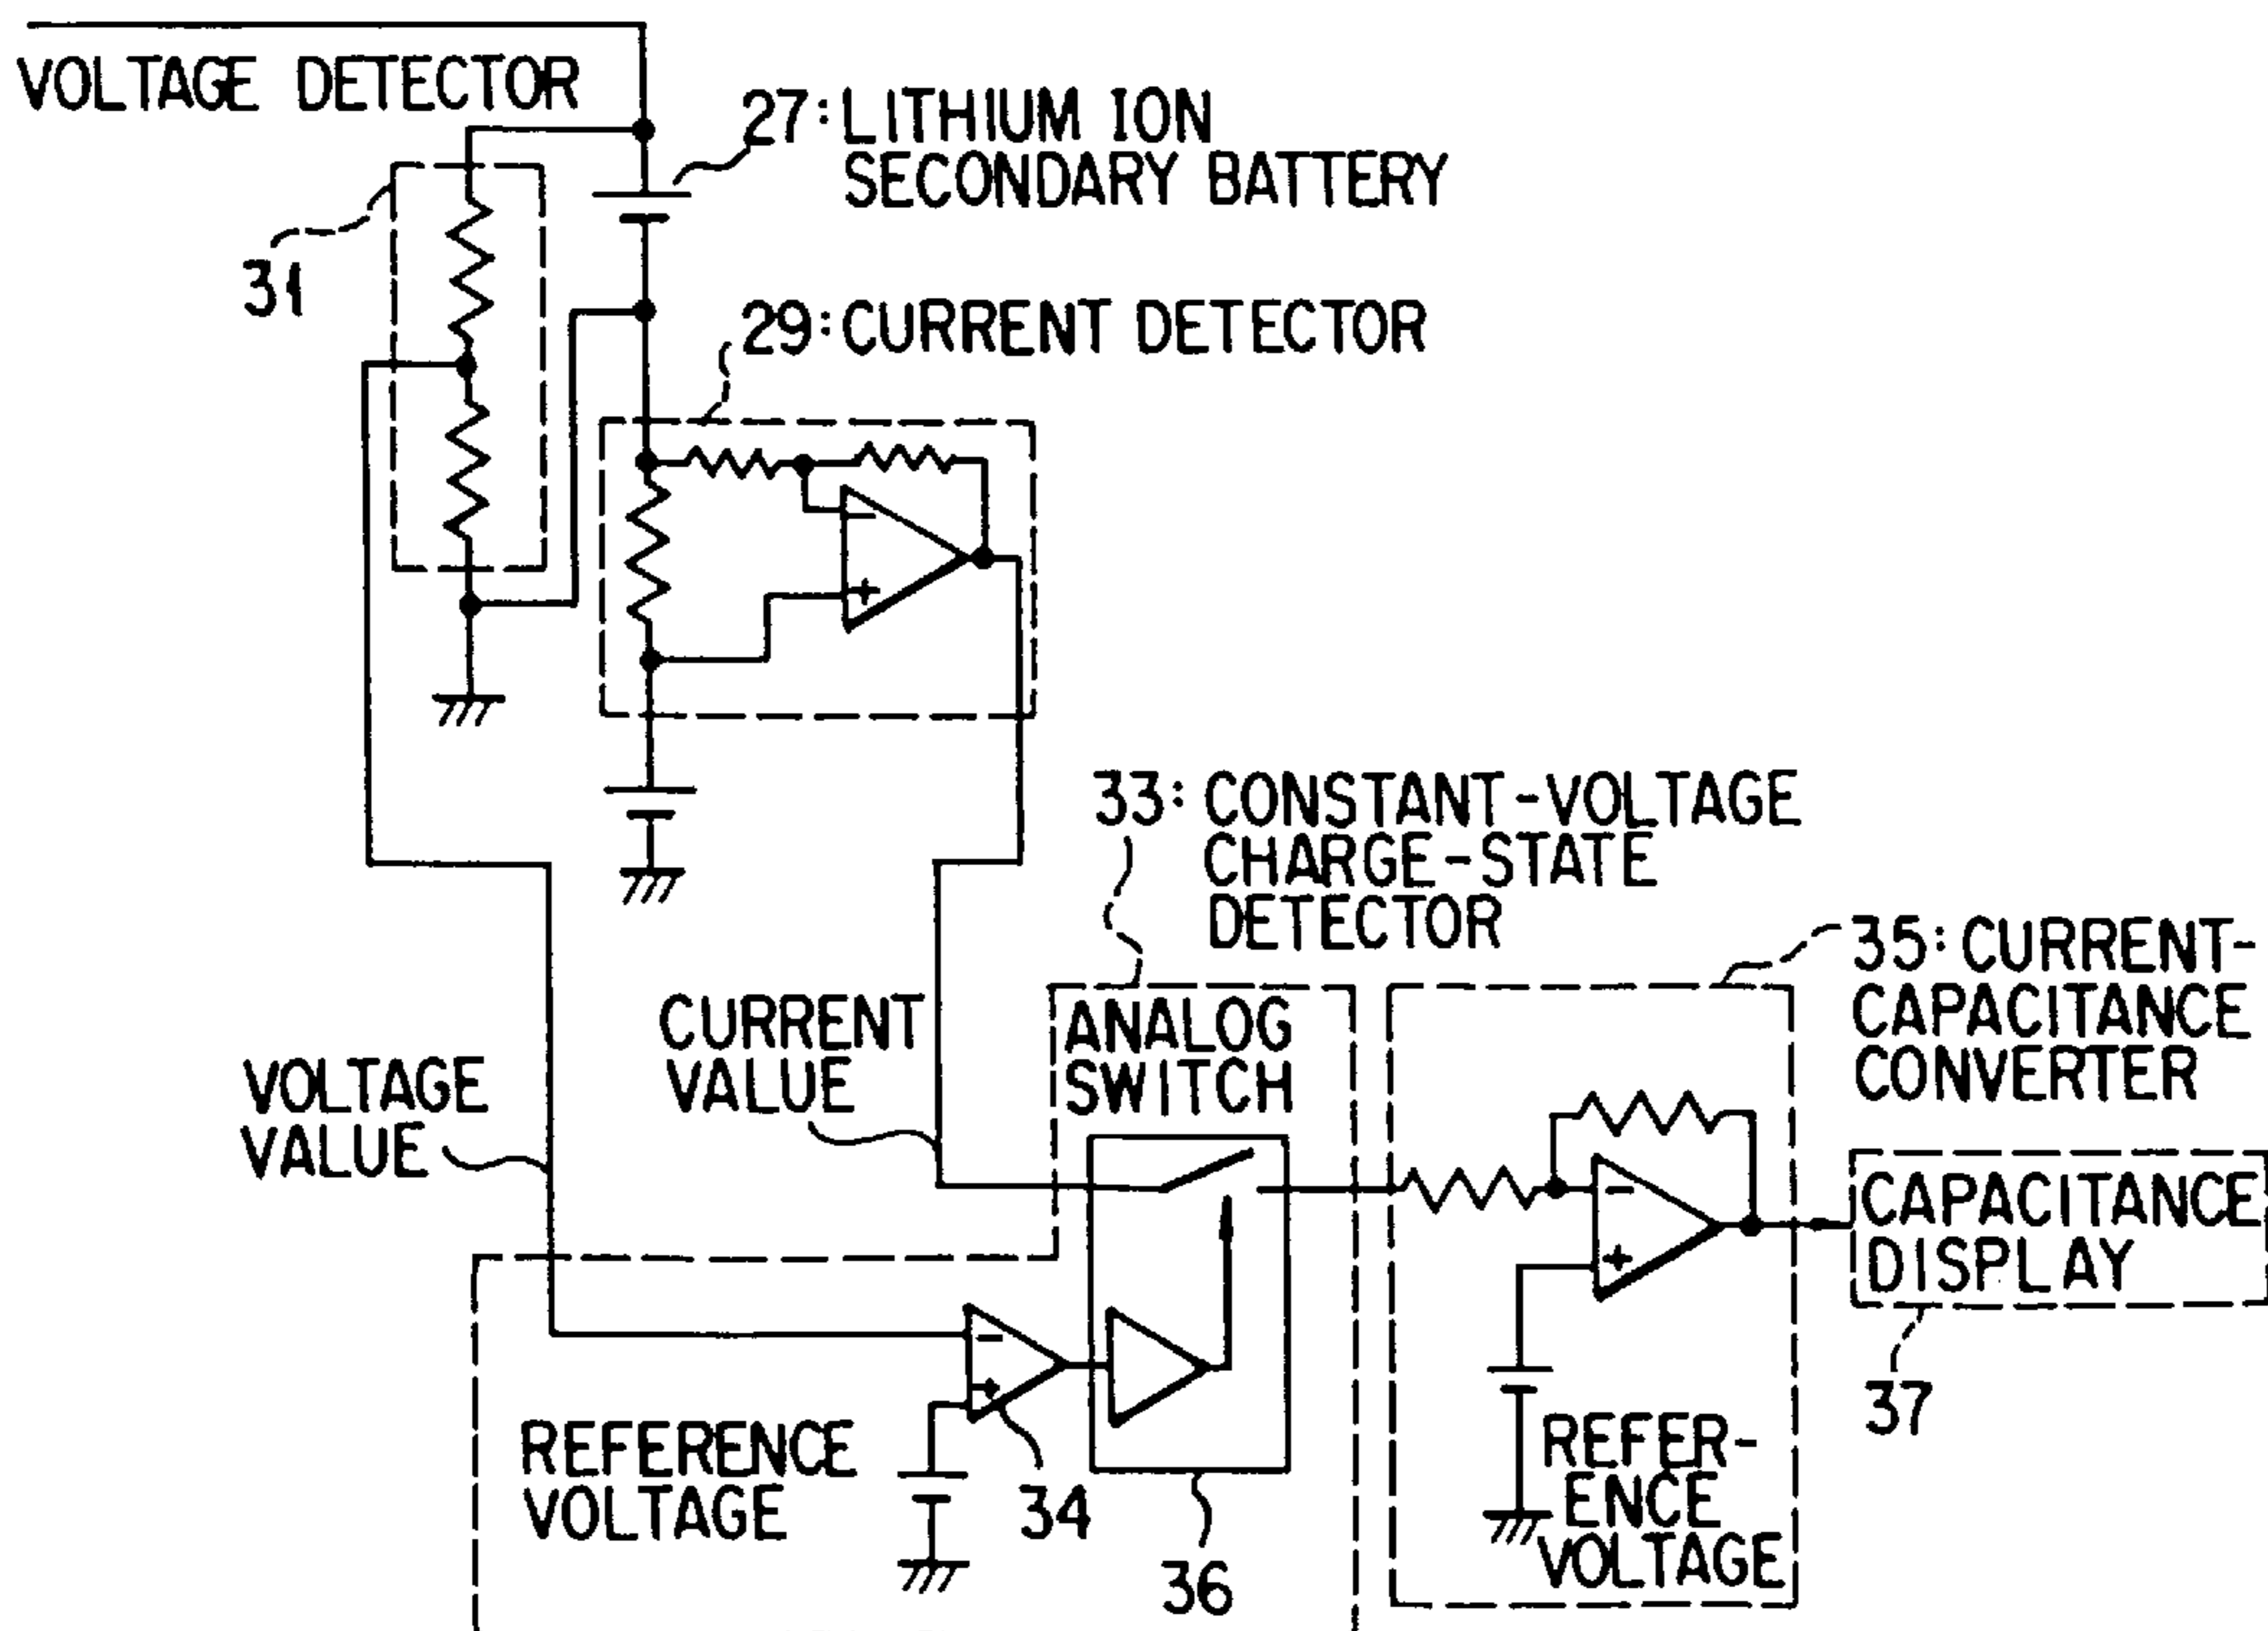 VOLTAGE DETECTOR
27: LITHIUM ION
SECONDARY BATTERY
31
29: CURRENT DETECTOR
-
+
33: CONSTANT-VOLTAGE
CHARGE-STATE
DETECTOR
35: CURRENT-
CAPACITANCE
CONVERTER
CURRENT
VALUE
ANALOG
SWITCH
VOLTAGE
VALUE
-
+
CAPACITANCE
DISPLAY
37
-
+
REFERENCE
VOLTAGE
34
36
REFER-
ENCE
VOLTAGE